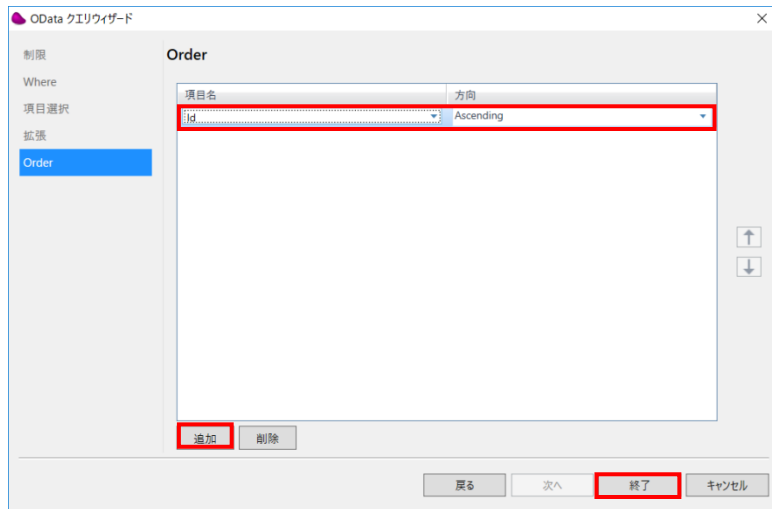 OData クエリウィザード
制限
Where
項目選択
拡張
Order
Order
項目名 方向
Id Ascending
追加 削除
戻る 次へ 終了 キャンセル